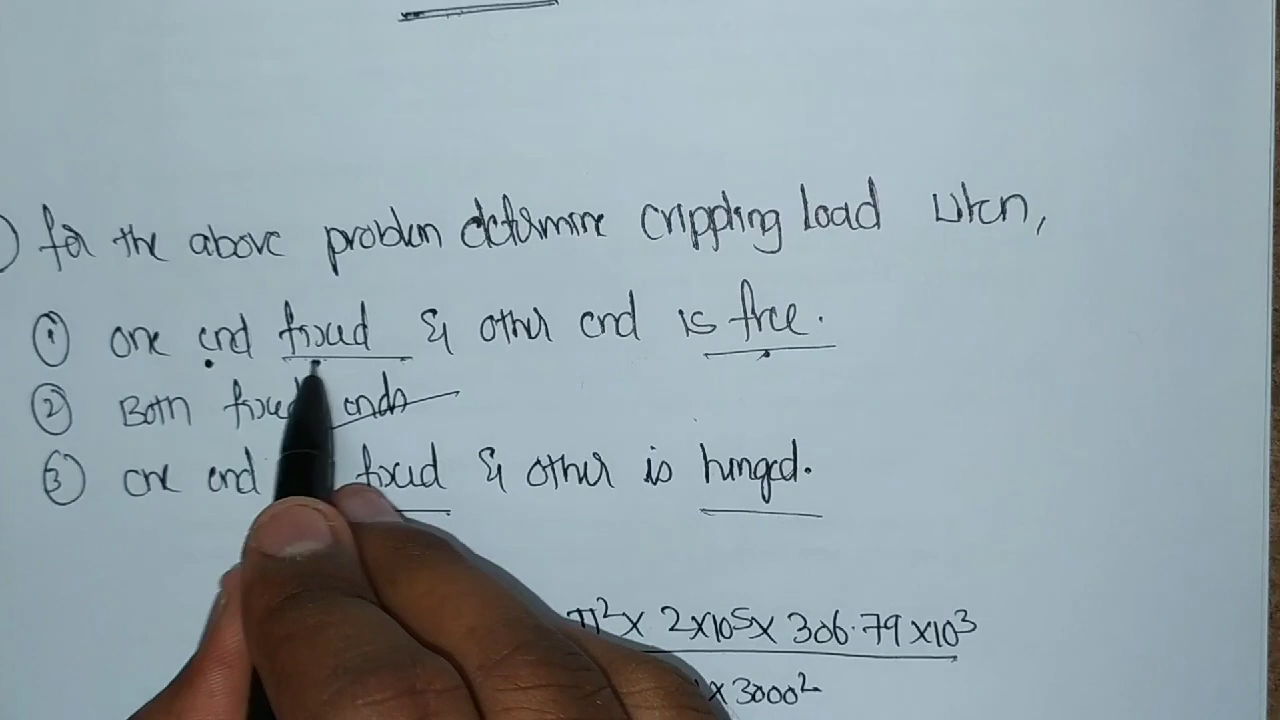 ) for the above problem determine crippling load when,
① one end fixed & other end is free.
② Both fixed ends
③ one end fixed & other is hinged.
π² x 2x10⁵x 306.79 x10³
x 3000²